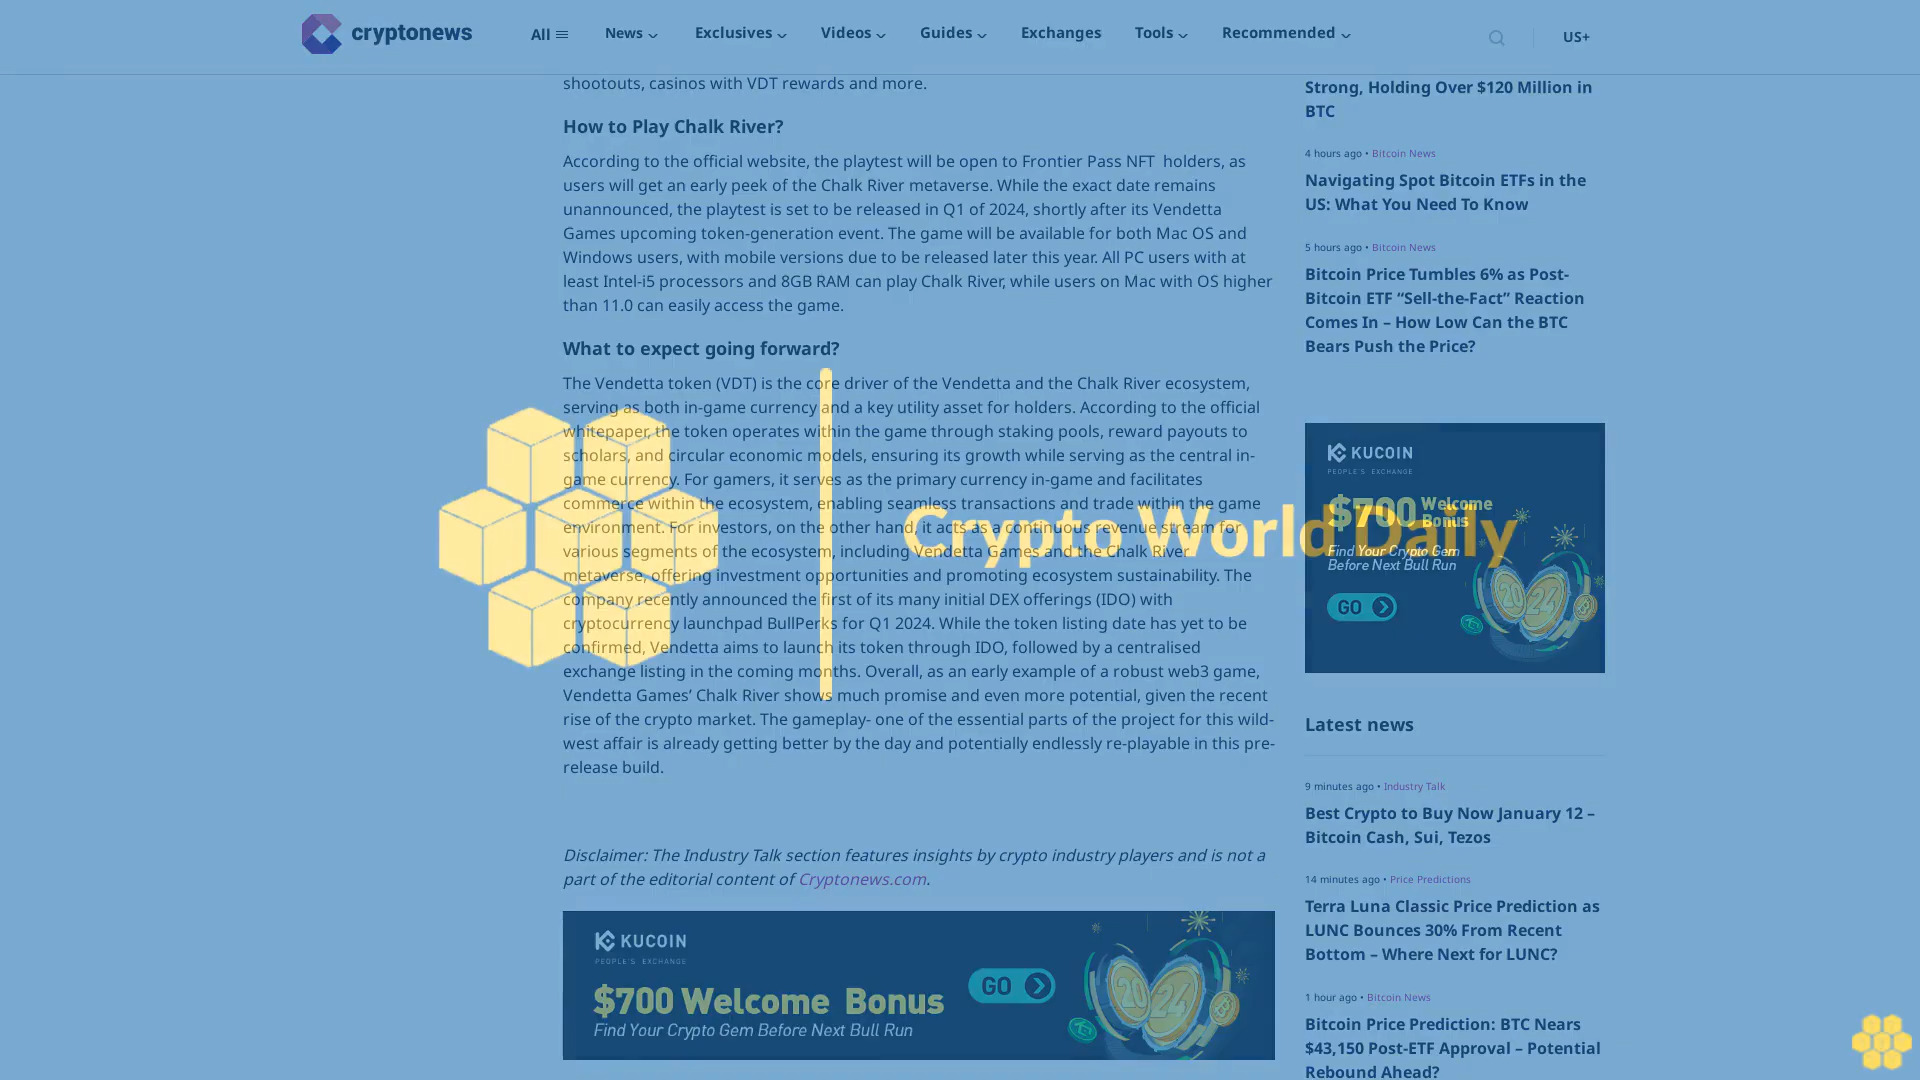 cryptonews
All
News
Exclusives
Videos
Guides
Exchanges
Tools
Recommended
US+
shootouts, casinos with VDT rewards and more.
How to Play Chalk River?
According to the official website, the playtest will be open to Frontier Pass NFT  holders, as
users will get an early peek of the Chalk River metaverse. While the exact date remains
unannounced, the playtest is set to be released in Q1 of 2024, shortly after its Vendetta
Games upcoming token-generation event. The game will be available for both Mac OS and
Windows users, with mobile versions due to be released later this year. All PC users with at
least Intel-i5 processors and 8GB RAM can play Chalk River, while users on Mac with OS higher
than 11.0 can easily access the game.
What to expect going forward?
The Vendetta token (VDT) is the core driver of the Vendetta and the Chalk River ecosystem,
serving as both in-game currency and a key utility asset for holders. According to the official
whitepaper, the token operates within the game through staking pools, reward payouts to
scholars, and circular economic models, ensuring its growth while serving as the central in-
game currency. For gamers, it serves as the primary currency in-game and facilitates
commerce within the ecosystem, enabling seamless transactions and trade within the game
environment. For investors, on the other hand, it acts as a continuous revenue stream for
various segments of the ecosystem, including Vendetta Games and the Chalk River
metaverse, offering investment opportunities and promoting ecosystem sustainability. The
company recently announced the first of its many initial DEX offerings (IDO) with
cryptocurrency launchpad BullPerks for Q1 2024. While the token listing date has yet to be
confirmed, Vendetta aims to launch its token through IDO, followed by a centralised
exchange listing in the coming months. Overall, as an early example of a robust web3 game,
Vendetta Games’ Chalk River shows much promise and even more potential, given the recent
rise of the crypto market. The gameplay- one of the essential parts of the project for this wild-
west affair is already getting better by the day and potentially endlessly re-playable in this pre-
release build.
Disclaimer: The Industry Talk section features insights by crypto industry players and is not a
part of the editorial content of Cryptonews.com.
KUCOIN
PEOPLE'S EXCHANGE
$700 Welcome Bonus
Find Your Crypto Gem Before Next Bull Run
GO
20 24
Crypto World Daily
Strong, Holding Over $120 Million in
BTC
4 hours ago • Bitcoin News
Navigating Spot Bitcoin ETFs in the
US: What You Need To Know
5 hours ago • Bitcoin News
Bitcoin Price Tumbles 6% as Post-
Bitcoin ETF “Sell-the-Fact” Reaction
Comes In – How Low Can the BTC
Bears Push the Price?
KUCOIN
PEOPLE'S EXCHANGE
$700 Welcome
Bonus
Find Your Crypto Gem
Before Next Bull Run
GO
20 24
Latest news
9 minutes ago • Industry Talk
Best Crypto to Buy Now January 12 –
Bitcoin Cash, Sui, Tezos
14 minutes ago • Price Predictions
Terra Luna Classic Price Prediction as
LUNC Bounces 30% From Recent
Bottom – Where Next for LUNC?
1 hour ago • Bitcoin News
Bitcoin Price Prediction: BTC Nears
$43,150 Post-ETF Approval – Potential
Rebound Ahead?